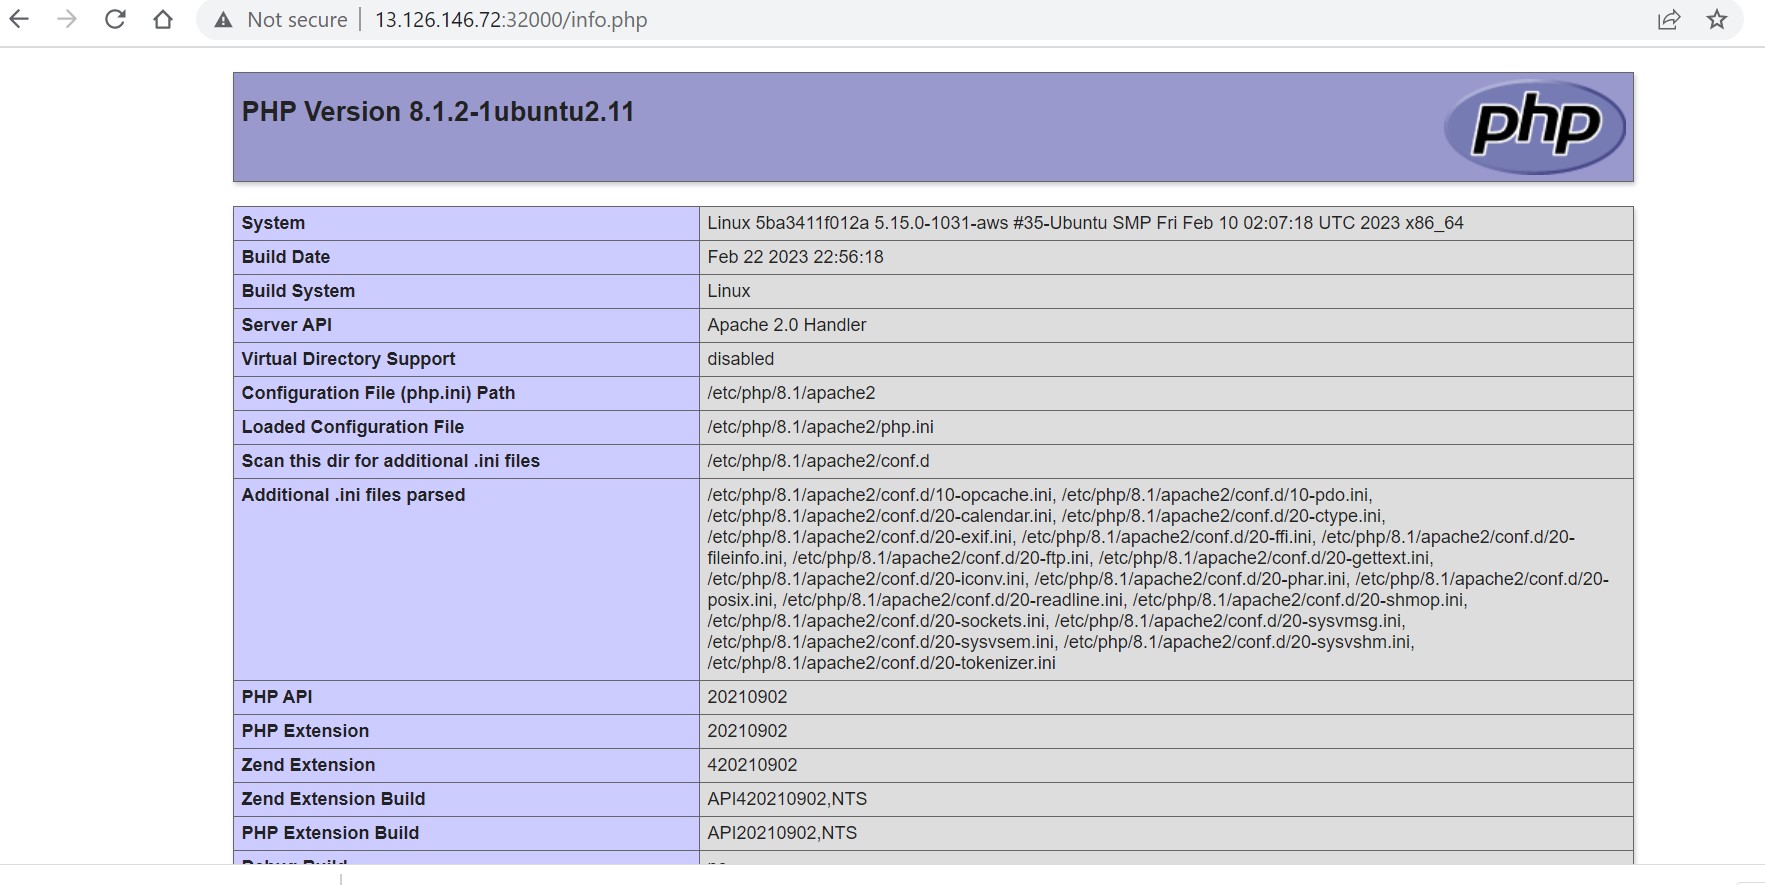 Not secure 13.126.146.72:32000/info.php
PHP Version 8.1.2-1ubuntu2.11
php
System Linux 5ba3411f012a 5.15.0-1031-aws #35-Ubuntu SMP Fri Feb 10 02:07:18 UTC 2023 x86_64
Build Date Feb 22 2023 22:56:18
Build System Linux
Server API Apache 2.0 Handler
Virtual Directory Support disabled
Configuration File (php.ini) Path /etc/php/8.1/apache2
Loaded Configuration File /etc/php/8.1/apache2/php.ini
Scan this dir for additional .ini files /etc/php/8.1/apache2/conf.d
Additional .ini files parsed /etc/php/8.1/apache2/conf.d/10-opcache.ini, /etc/php/8.1/apache2/conf.d/10-pdo.ini,
/etc/php/8.1/apache2/conf.d/20-calendar.ini, /etc/php/8.1/apache2/conf.d/20-ctype.ini,
/etc/php/8.1/apache2/conf.d/20-exif.ini, /etc/php/8.1/apache2/conf.d/20-ffi.ini, /etc/php/8.1/apache2/conf.d/20-
fileinfo.ini, /etc/php/8.1/apache2/conf.d/20-ftp.ini, /etc/php/8.1/apache2/conf.d/20-gettext.ini,
/etc/php/8.1/apache2/conf.d/20-iconv.ini, /etc/php/8.1/apache2/conf.d/20-phar.ini, /etc/php/8.1/apache2/conf.d/20-
posix.ini, /etc/php/8.1/apache2/conf.d/20-readline.ini, /etc/php/8.1/apache2/conf.d/20-shmop.ini,
/etc/php/8.1/apache2/conf.d/20-sockets.ini, /etc/php/8.1/apache2/conf.d/20-sysvmsg.ini,
/etc/php/8.1/apache2/conf.d/20-sysvsem.ini, /etc/php/8.1/apache2/conf.d/20-sysvshm.ini,
/etc/php/8.1/apache2/conf.d/20-tokenizer.ini
PHP API 20210902
PHP Extension 20210902
Zend Extension 420210902
Zend Extension Build API420210902,NTS
PHP Extension Build API20210902,NTS